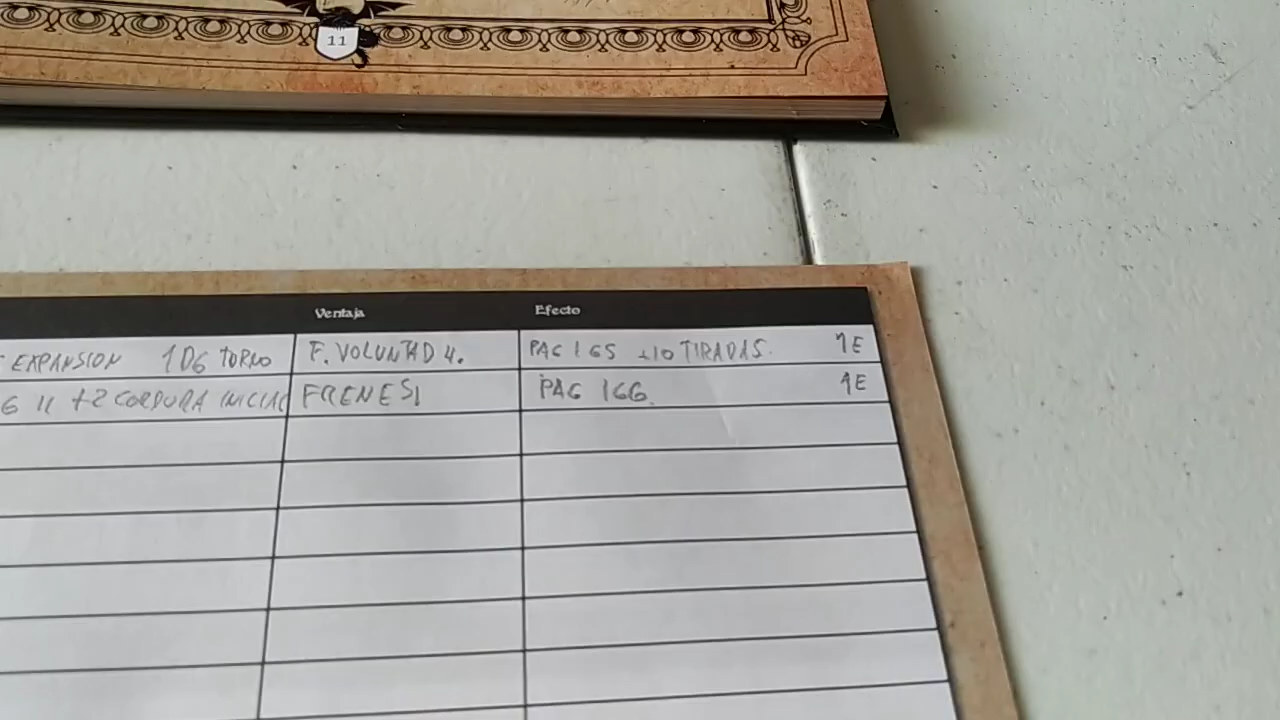 11
Ventaja Efecto
EXPANSION 1D6 TURNO F. VOLUNTAD 4. PAG 165 +10 TIRADAS. 1E
G 11 +2 CORDURA INICIAL FRENESI PAG 166. 1E